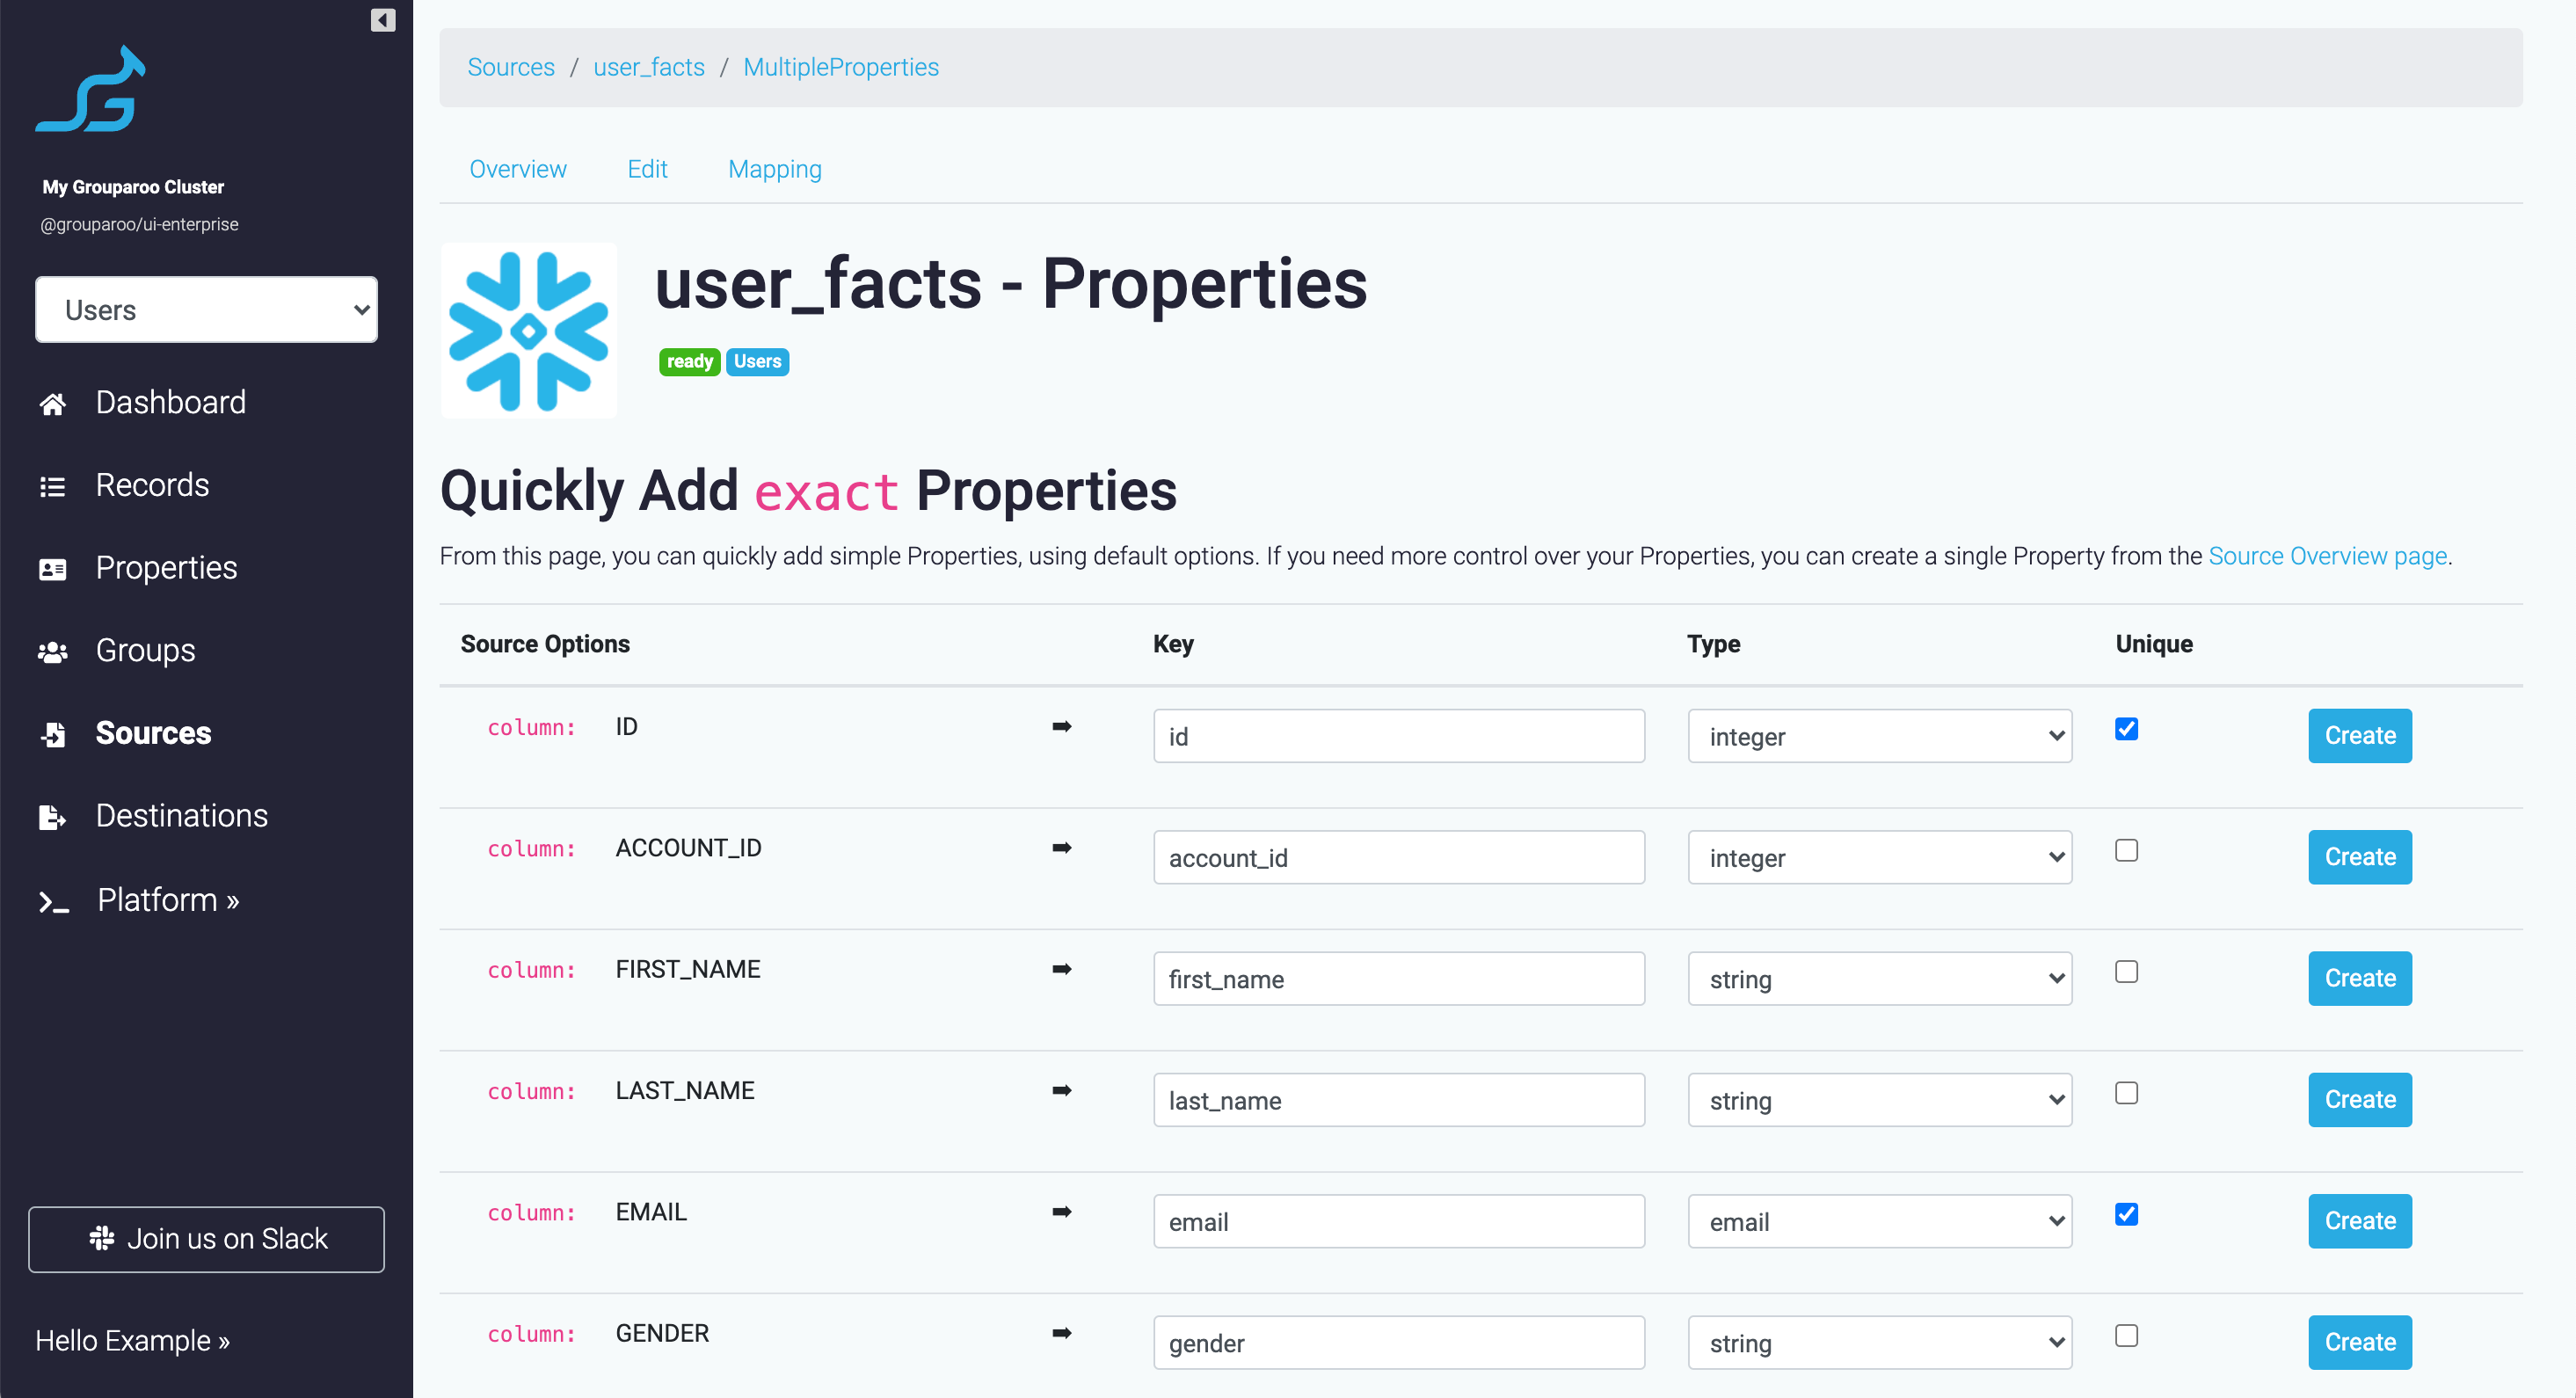 My Grouparoo Cluster
@grouparoo/ui-enterprise
Users
Dashboard
Records
Properties
Groups
Sources
Destinations
Platform »
Join us on Slack
Hello Example »
Sources / user_facts / MultipleProperties
Overview Edit Mapping
user_facts - Properties
ready Users
Quickly Add exact Properties
From this page, you can quickly add simple Properties, using default options. If you need more control over your Properties, you can create a single Property from the Source Overview page.
Source Options Key Type Unique
column: ID ➡ id integer Create
column: ACCOUNT_ID ➡ account_id integer Create
column: FIRST_NAME ➡ first_name string Create
column: LAST_NAME ➡ last_name string Create
column: EMAIL ➡ email email Create
column: GENDER ➡ gender string Create